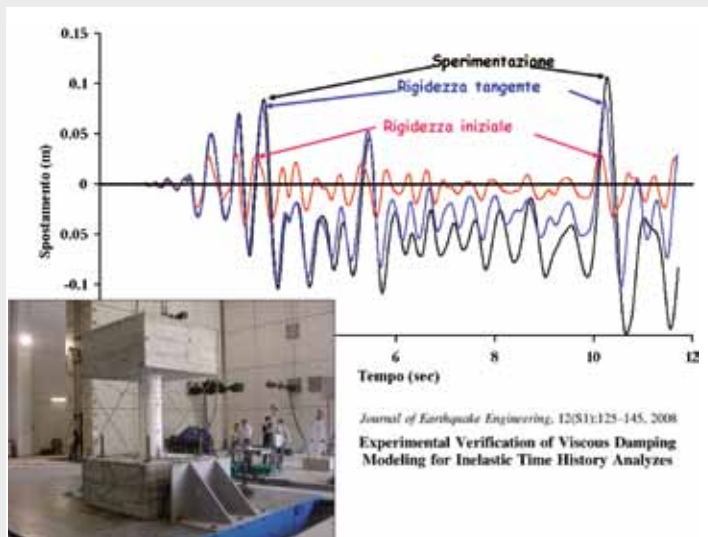 0.15
Sperimentazione
0.1
Rigidezza tangente
0.05
Rigidezza iniziale
Spostamento (m)
0
0.05
-0.1
6
8
10
12
Tempo (sec)
Journal of Earthquake Engineering, 12(S1):125–145, 2008
Experimental Verification of Viscous Damping
Modeling for Inelastic Time History Analyzes